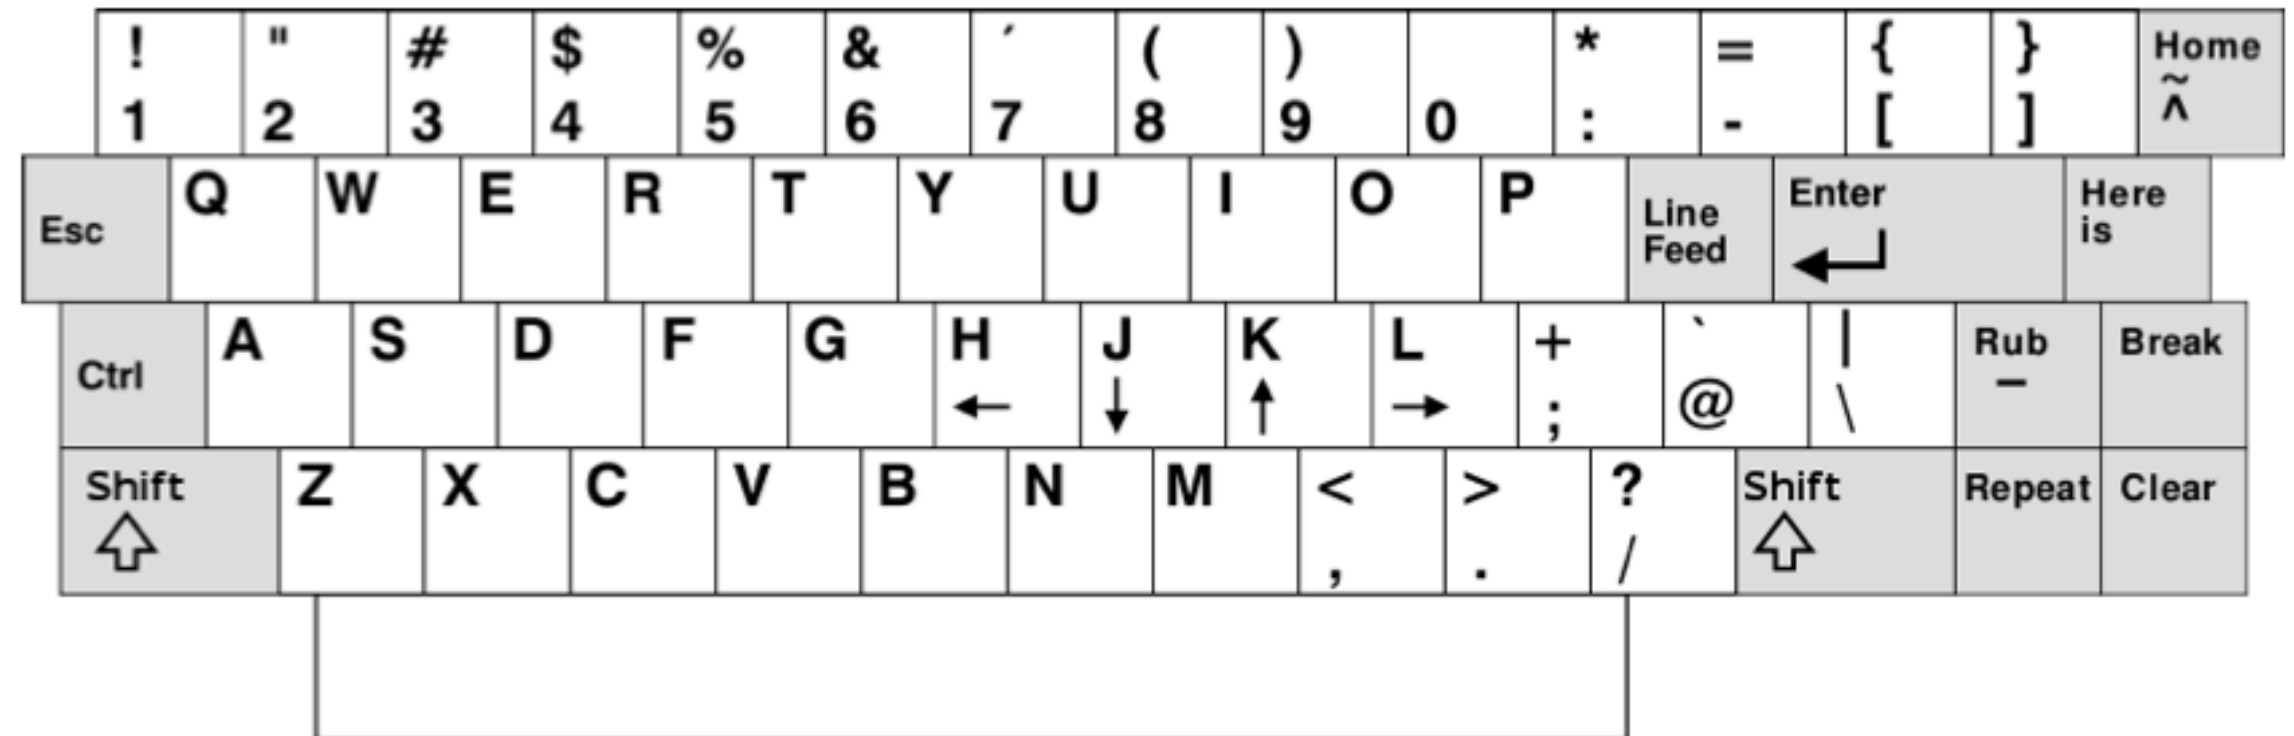 ! " # $ % & ´ ( ) * = { } Home ~
1 2 3 4 5 6 7 8 9 0 : - [ ] ^
Esc Q W E R T Y U I O P Line Feed Enter Here is
Ctrl A S D F G H J K L + ` | Rub Break
← ↓ ↑ → ; @ \ _
Shift Z X C V B N M < > ? Shift Repeat Clear
, . /